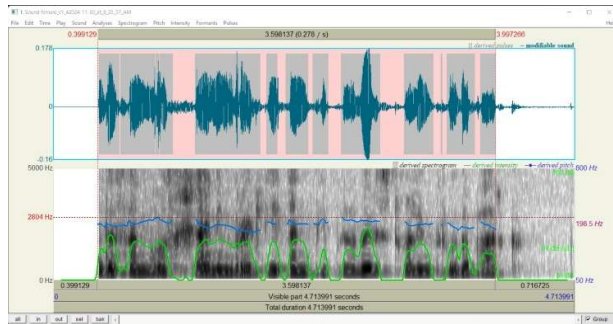 File Edit View Play Sound Analyses Spectrogram Pitch Intensity Formants Pulses
0.399129 3.598137 (0.278 / s) 3.997266
derived pulses modifiable sound
0.178
0
-0.16
derived spectrogram derived intensity derived pitch
5000 Hz 800 Hz
2804 Hz 198.5 Hz
0 Hz 50 Hz
0.399129 3.598137 0.716725
0 Visible part 4.713991 seconds 4.713991
Total duration 4.713991 seconds
all in out sel bak Group